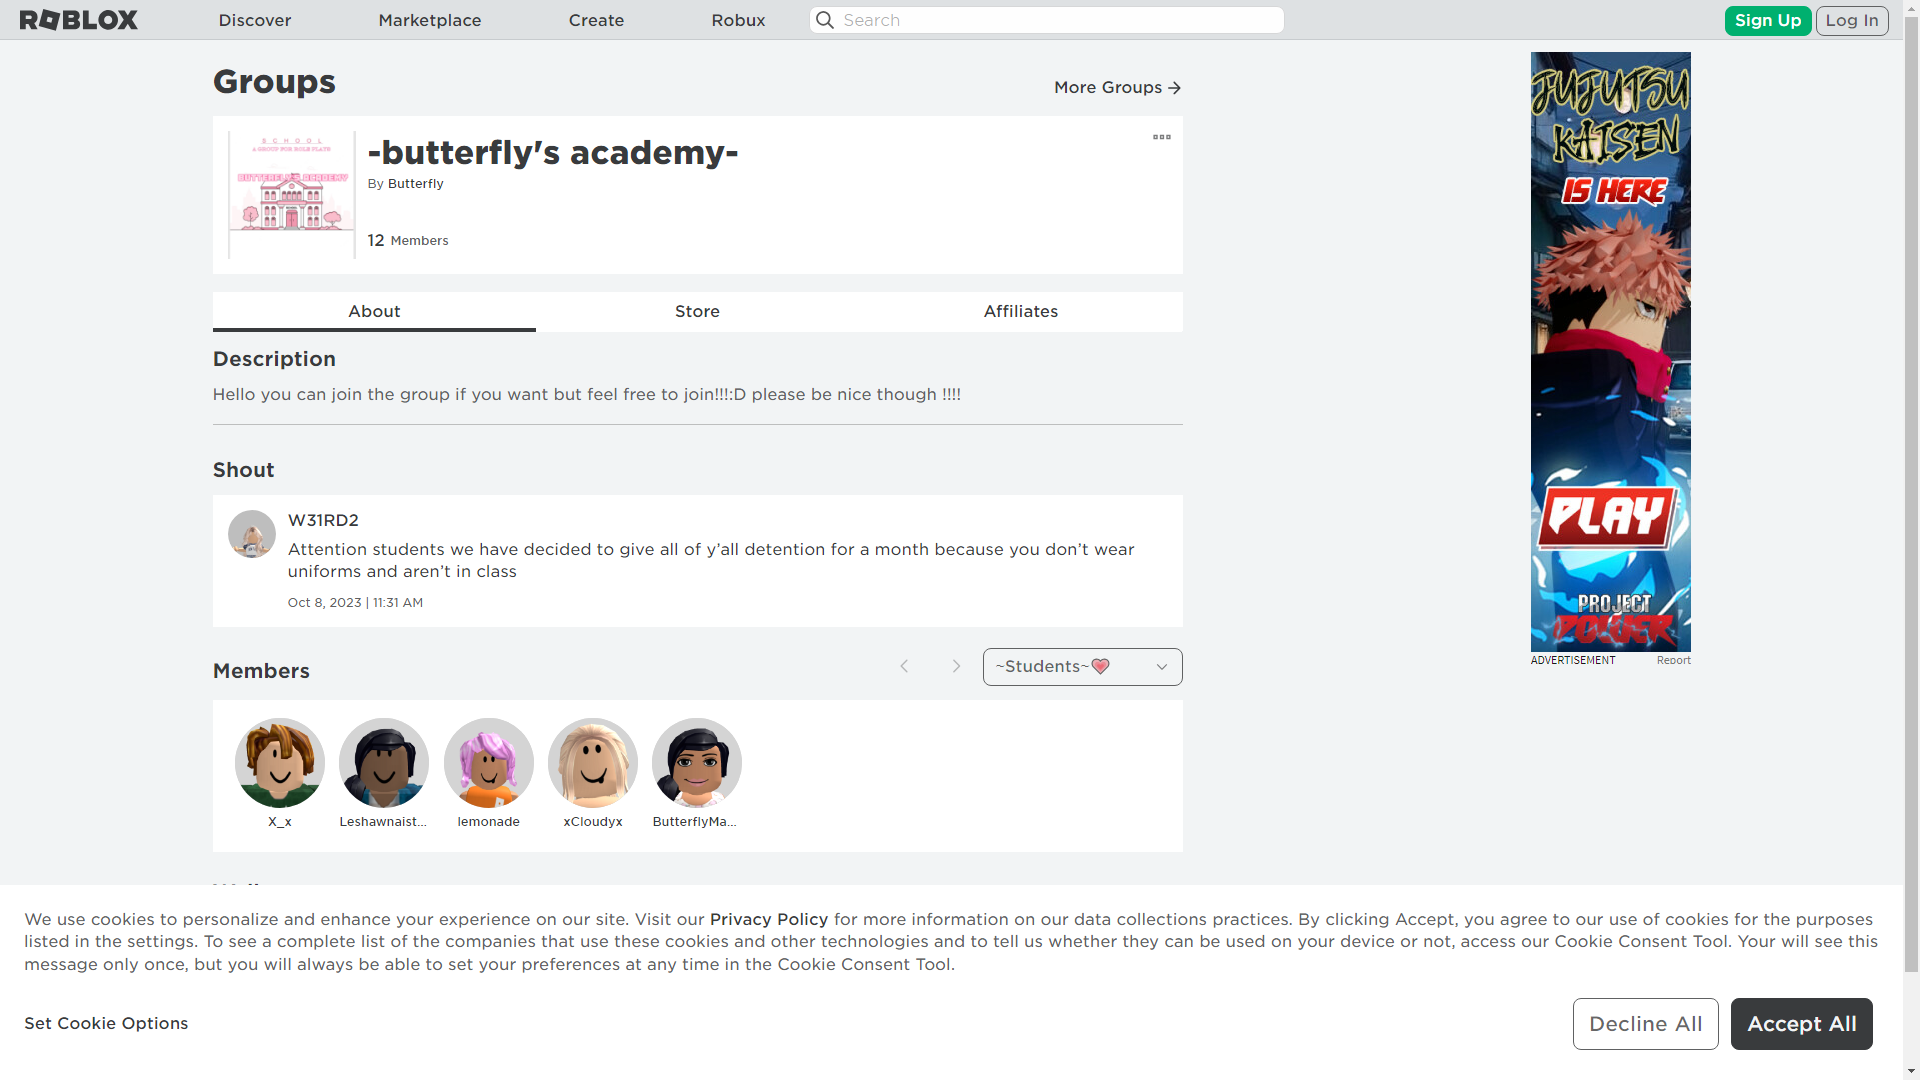 ROBLOX
Discover
Marketplace
Create
Robux
Search
Sign Up
Log In
Groups
More Groups
SCHOOL
A GROUP FOR ROLE PLAYS
BUTTERFLY'S ACADEMY
-butterfly's academy-
By Butterfly
12 Members
About
Store
Affiliates
Description
Hello you can join the group if you want but feel free to join!!!:D please be nice though !!!!
Shout
W31RD2
Attention students we have decided to give all of y’all detention for a month because you don’t wear
uniforms and aren’t in class
Oct 8, 2023 | 11:31 AM
Members
~Students~💗
X_x
Leshawnaist...
lemonade
xCloudyx
ButterflyMa...
JUJUTSU
KAISEN
IS HERE
PLAY
PROJECT
POWER
ADVERTISEMENT
Report
We use cookies to personalize and enhance your experience on our site. Visit our Privacy Policy for more information on our data collections practices. By clicking Accept, you agree to our use of cookies for the purposes
listed in the settings. To see a complete list of the companies that use these cookies and other technologies and to tell us whether they can be used on your device or not, access our Cookie Consent Tool. Your will see this
message only once, but you will always be able to set your preferences at any time in the Cookie Consent Tool.
Set Cookie Options
Decline All
Accept All